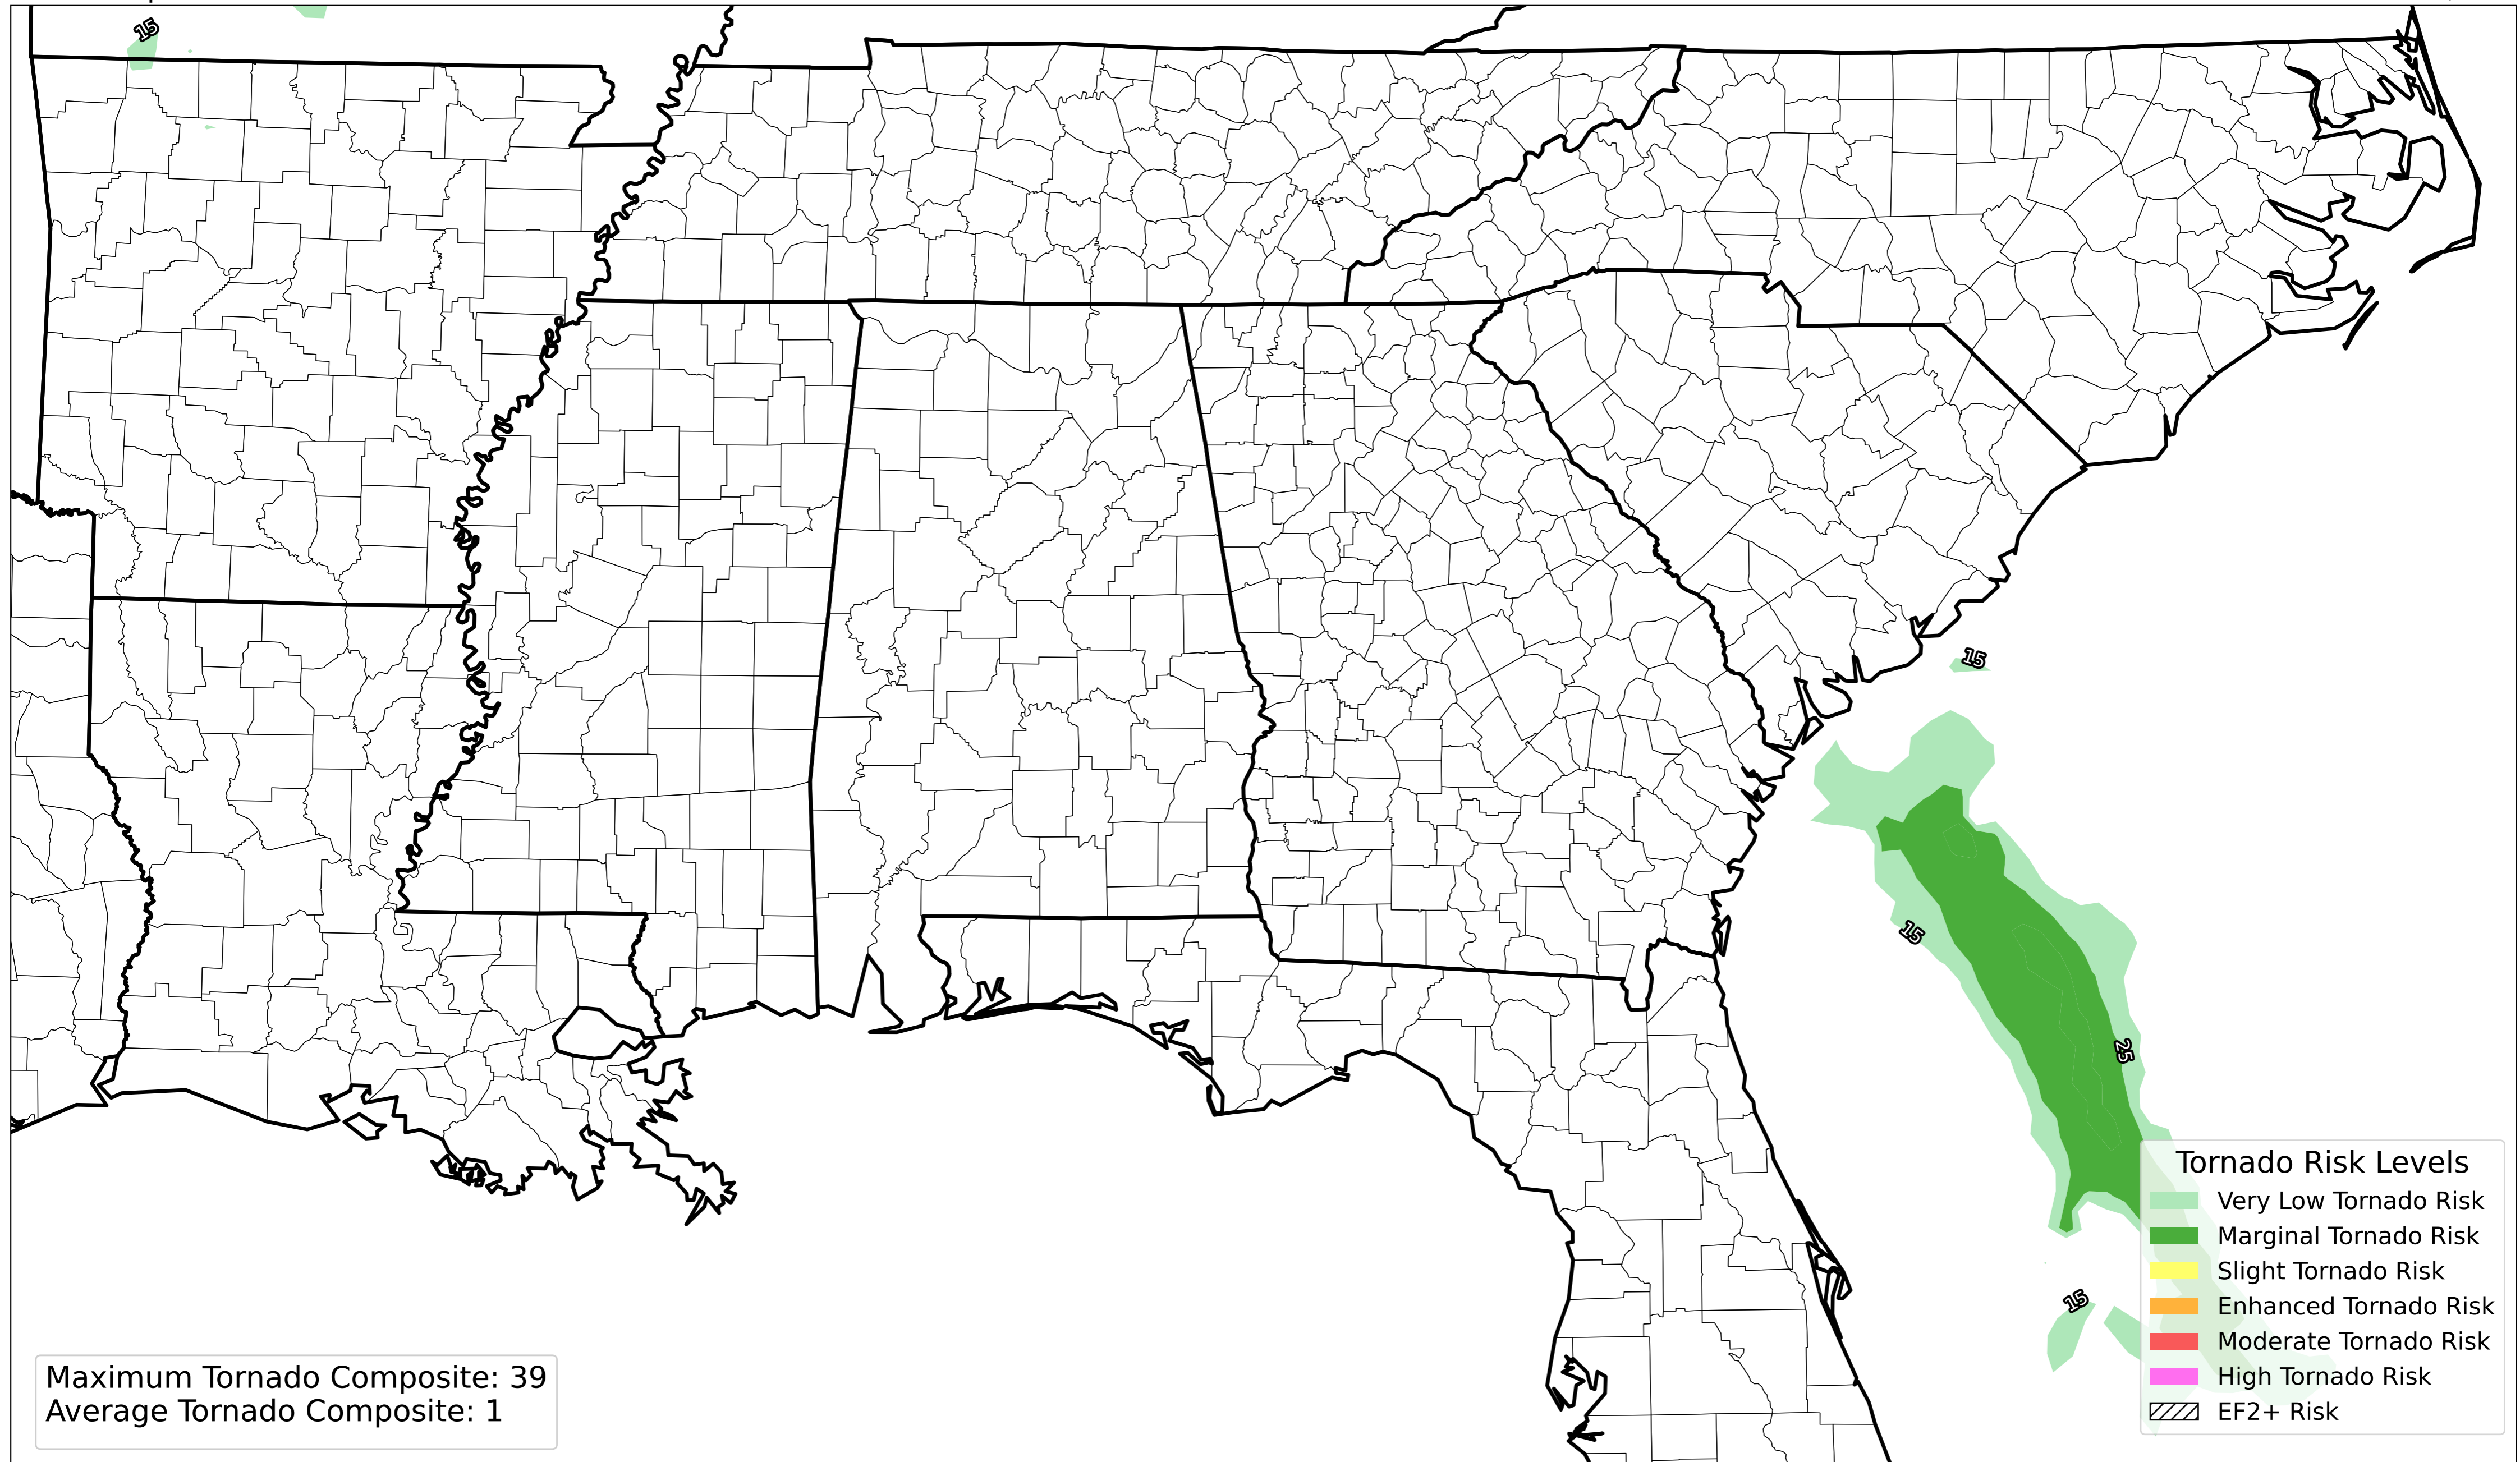 15
15
15
25
15
Tornado Risk Levels
Very Low Tornado Risk
Marginal Tornado Risk
Slight Tornado Risk
Enhanced Tornado Risk
Moderate Tornado Risk
High Tornado Risk
EF2+ Risk
Maximum Tornado Composite: 39
Average Tornado Composite: 1